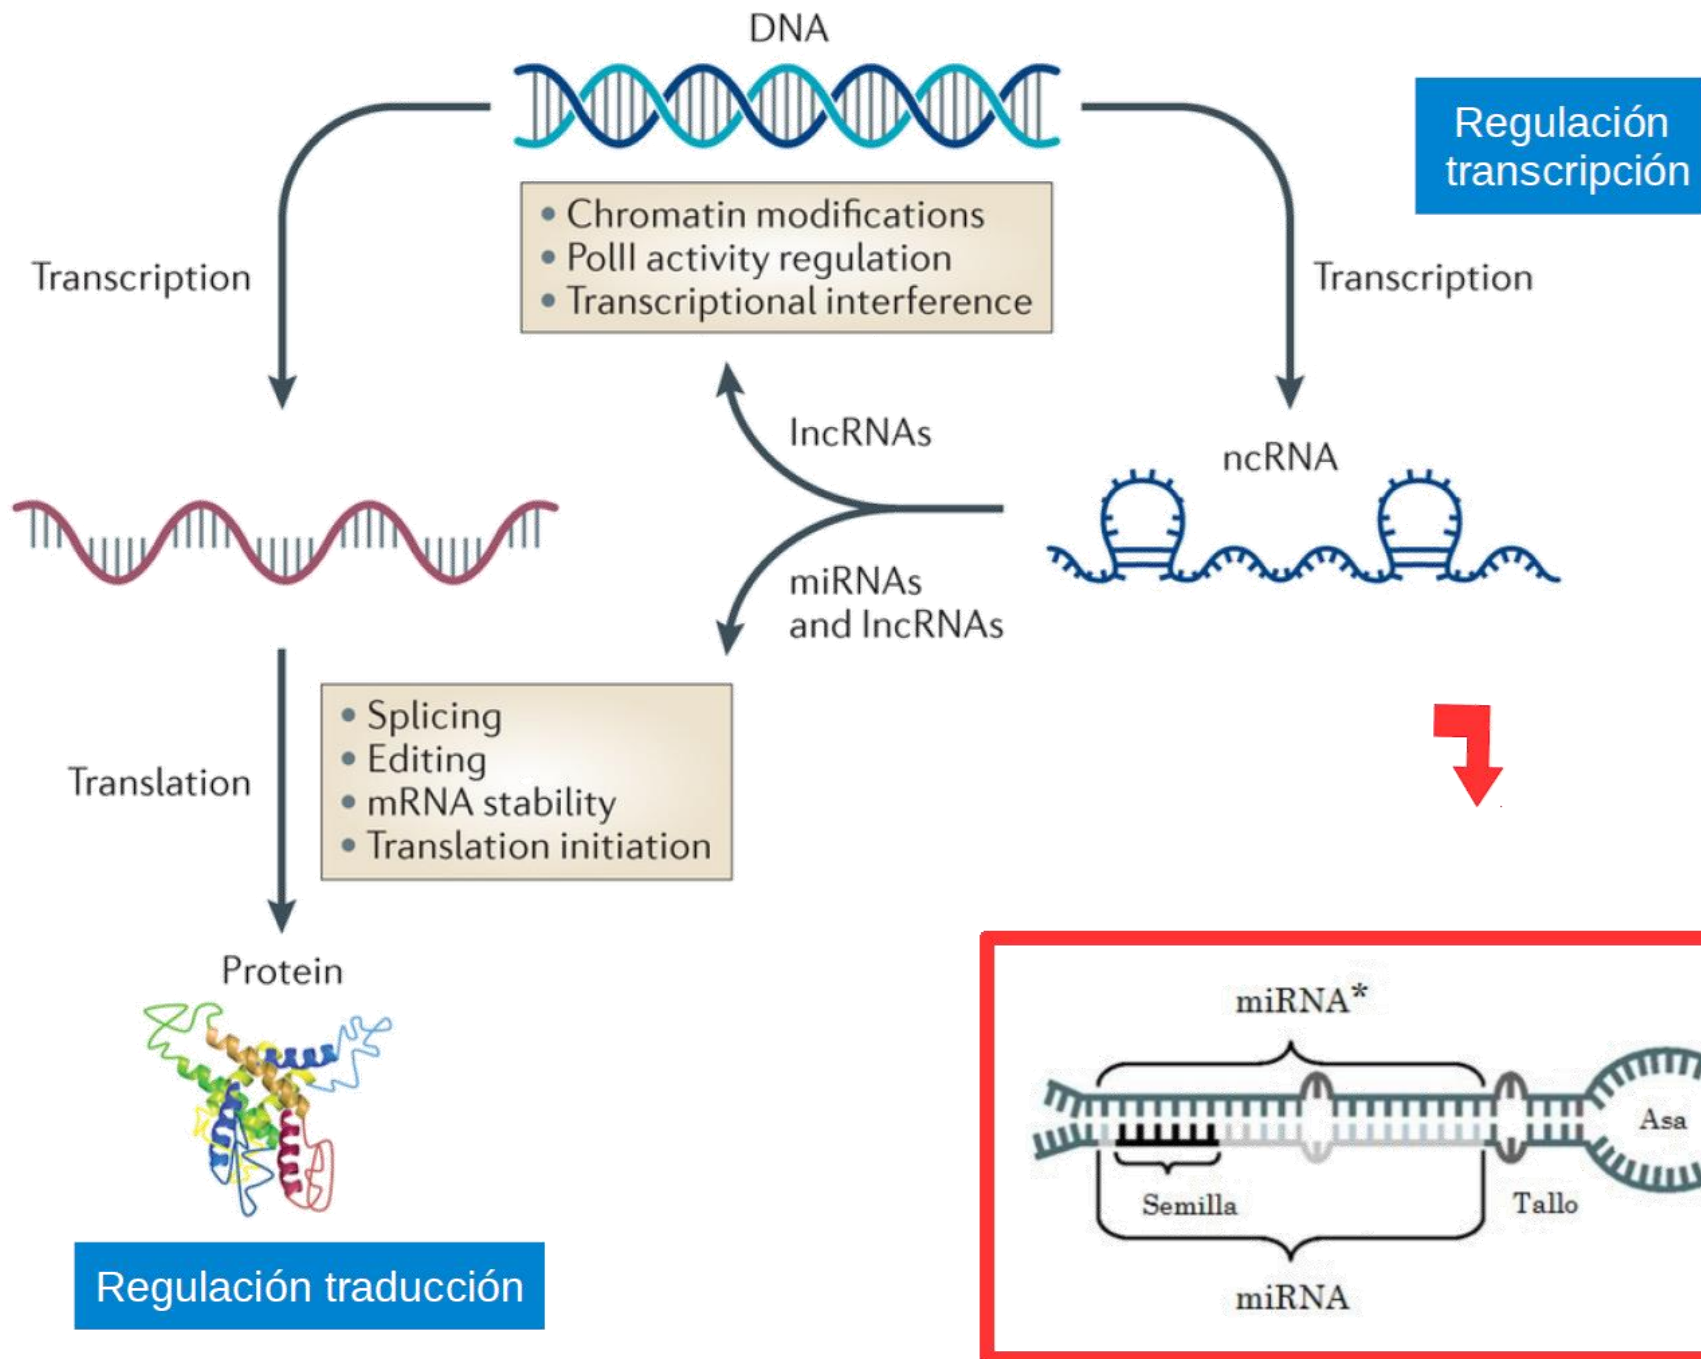 DNA
Regulación
transcripción
• Chromatin modifications
• PolII activity regulation
• Transcriptional interference
Transcription
Transcription
lncRNAs
ncRNA
miRNAs
and lncRNAs
• Splicing
• Editing
• mRNA stability
• Translation initiation
Translation
Protein
miRNA*
Asa
Semilla
Tallo
miRNA
Regulación traducción